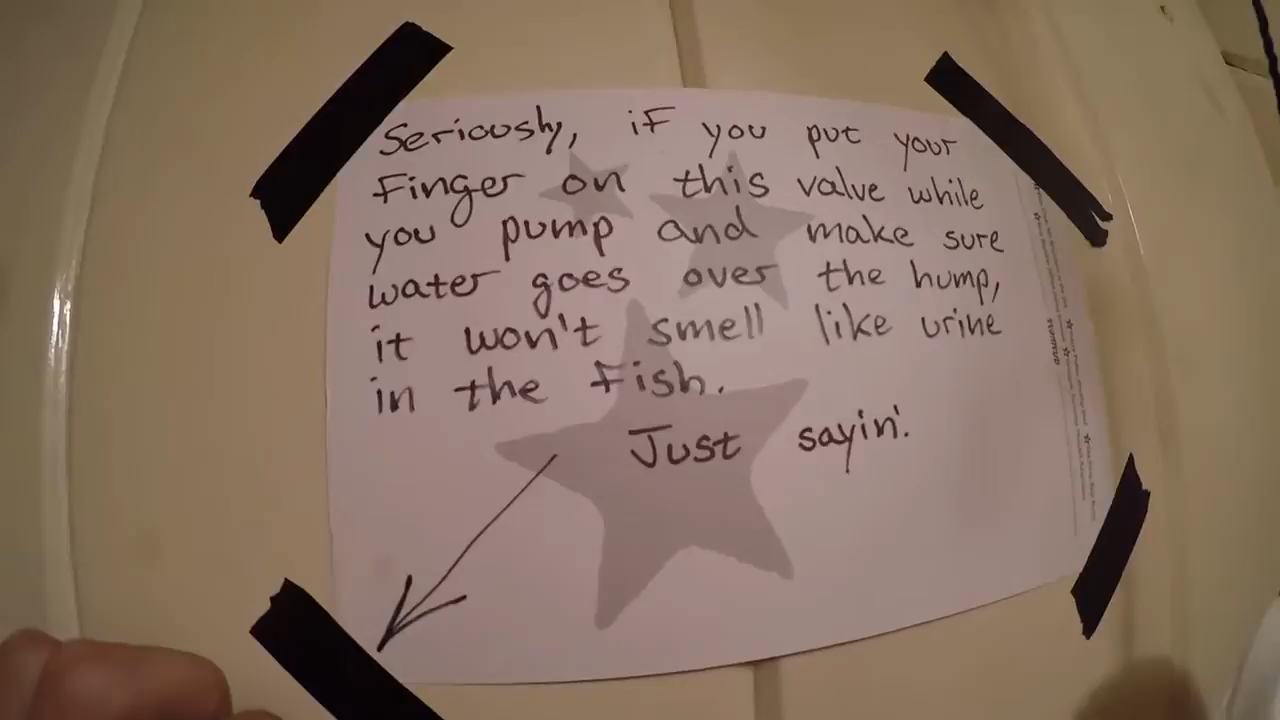 Seriously, if you put your
Finger on this valve while
you pump and make sure
water goes over the hump,
it won't smell like urine
in the Fish.
Just sayin'.